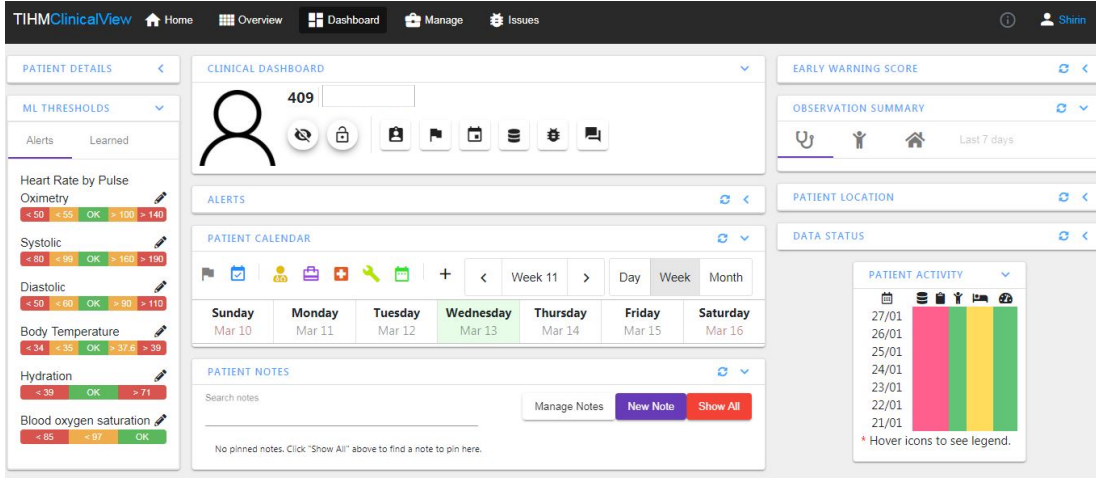 TIHMClinicalView Home Overview Dashboard Manage Issues Shirin
PATIENT DETAILS
ML THRESHOLDS
Alerts Learned
Heart Rate by Pulse
Oximetry
< 50 < 55 OK > 100 > 140
Systolic
< 80 < 99 OK > 160 > 190
Diastolic
< 50 < 60 OK > 90 > 110
Body Temperature
< 34 < 35 OK > 37.6 > 39
Hydration
< 39 OK > 71
Blood oxygen saturation
< 85 < 97 OK
CLINICAL DASHBOARD
409
ALERTS
PATIENT CALENDAR
Week 11 Day Week Month
Sunday Monday Tuesday Wednesday Thursday Friday Saturday
Mar 10 Mar 11 Mar 12 Mar 13 Mar 14 Mar 15 Mar 16
PATIENT NOTES
Search notes
Manage Notes New Note Show All
No pinned notes. Click "Show All" above to find a note to pin here.
EARLY WARNING SCORE
OBSERVATION SUMMARY
Last 7 days
PATIENT LOCATION
DATA STATUS
PATIENT ACTIVITY
27/01
26/01
25/01
24/01
23/01
22/01
21/01
* Hover icons to see legend.